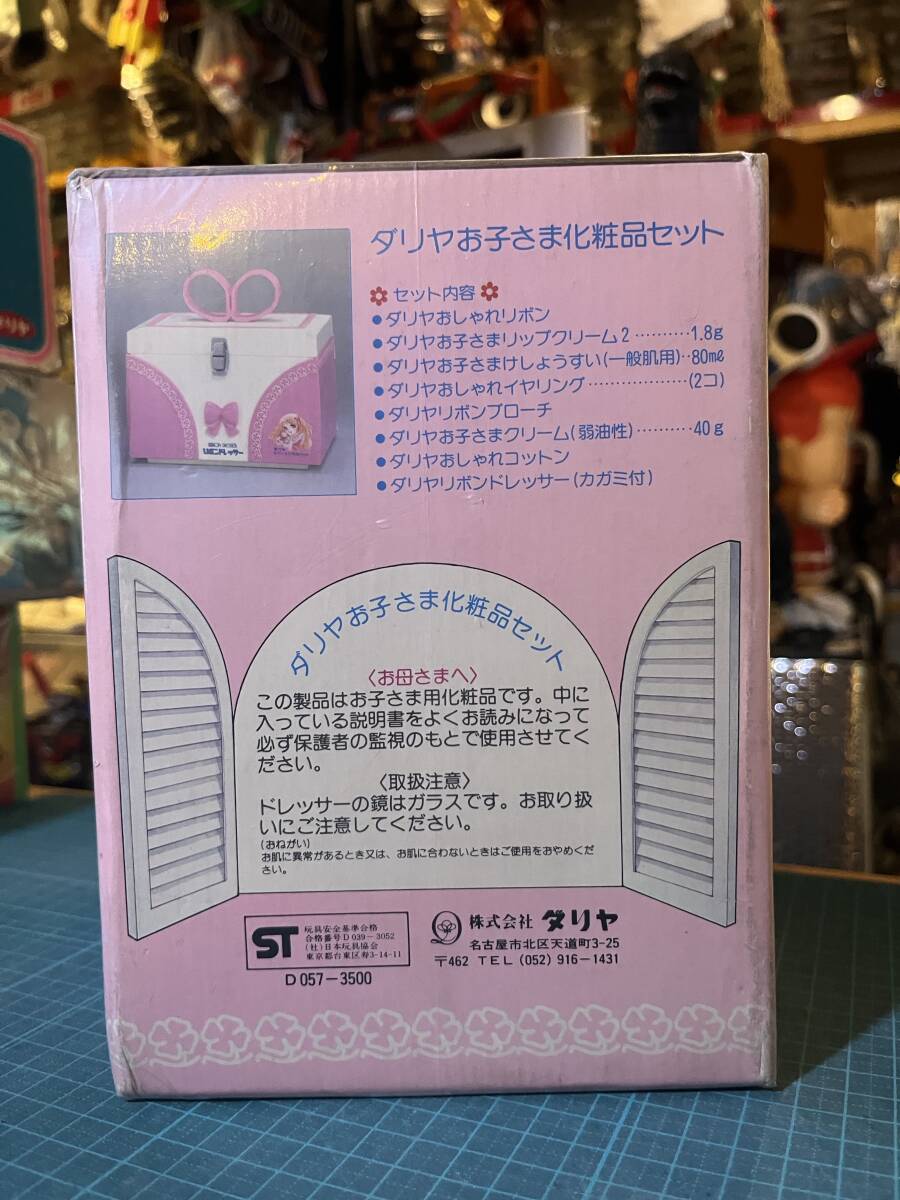 ダリヤお子さま化粧品セット
セット内容
●ダリヤおしゃれリボン
●ダリヤお子さまリップクリーム2 ‥‥‥‥‥1.8g
●ダリヤお子さまけしょうすい(一般肌用)‥80mℓ
●ダリヤおしゃれイヤリング‥‥‥‥‥‥(2コ)
●ダリヤリボンブローチ
●ダリヤお子さまクリーム(弱油性)‥‥‥‥‥40g
●ダリヤおしゃれコットン
●ダリヤリボンドレッサー(カガミ付)
リボンドレッサー
ダリヤお子さま化粧品セット
〈お母さまへ〉
この製品はお子さま用化粧品です。中に
入っている説明書をよくお読みになって
必ず保護者の監視のもとで使用させてく
ださい。
〈取扱注意〉
ドレッサーの鏡はガラスです。お取り扱
いにご注意してください。
(おねがい)
お肌に異常があるとき又は、お肌に合わないときはご使用をおやめくだ
さい。
ST
玩具安全基準合格
合格番号D039-3052
(社)日本玩具協会
東京都台東区寿3-14-11
D057-3500
株式会社 ダリヤ
名古屋市北区天道町3-25
〒462 TEL (052) 916-1431